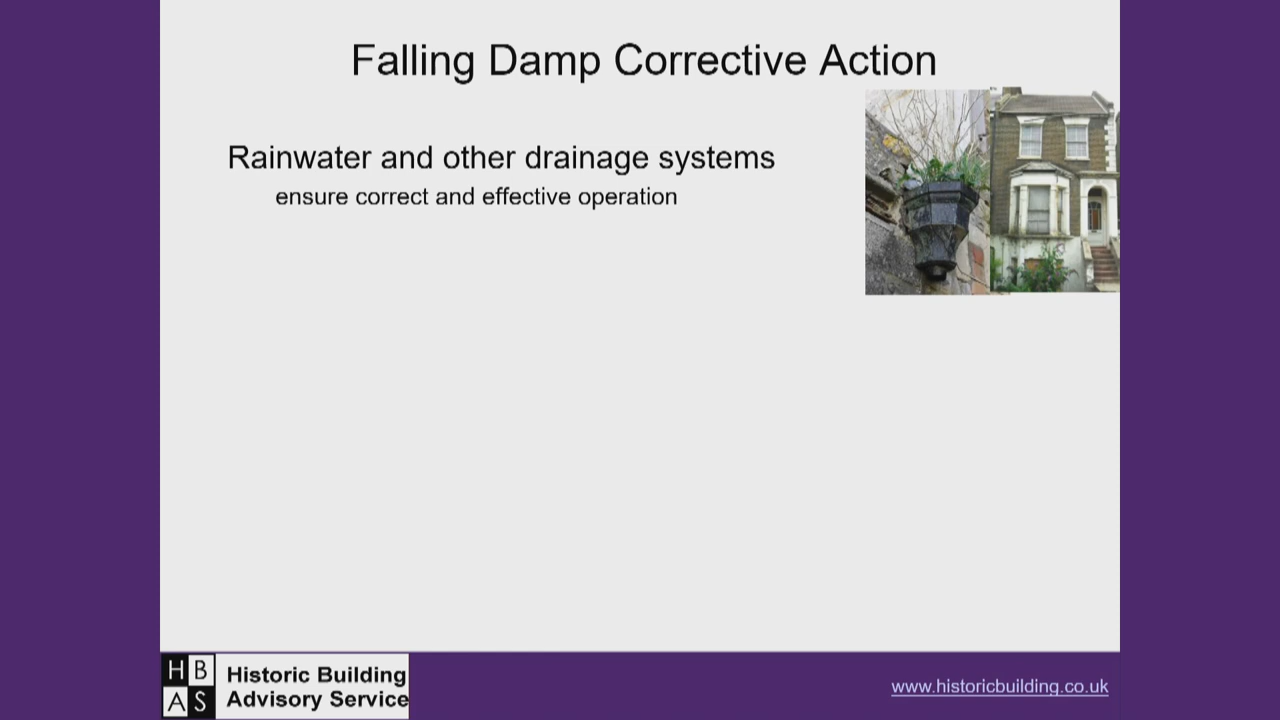 Falling Damp Corrective Action
Rainwater and other drainage systems
ensure correct and effective operation
H B
A S
Historic Building
Advisory Service
www.historicbuilding.co.uk